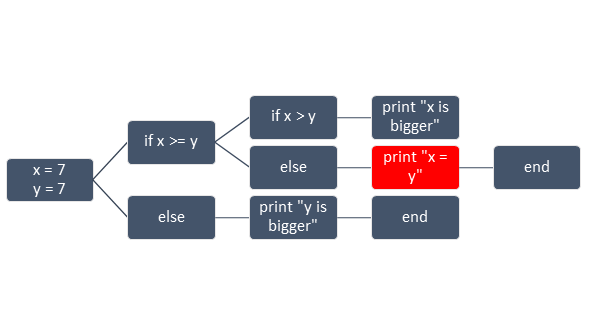 x = 7
y = 7
if x >= y
else
if x > y
else
print "y is
bigger"
print "x is
bigger"
print "x =
y"
end
end